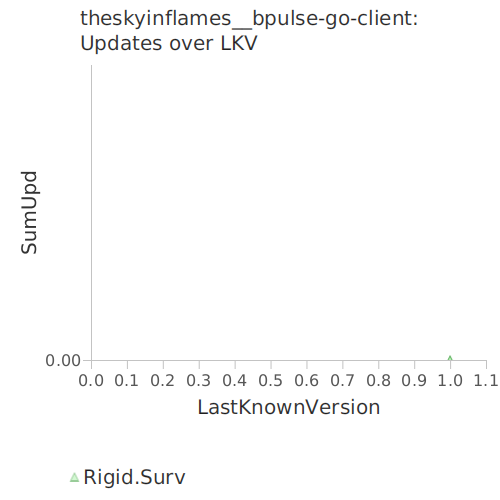 theskyinflames__bpulse-go-client:
Updates over LKV
SumUpd
0.00
0.0 0.1 0.2 0.3 0.4 0.5 0.6 0.7 0.8 0.9 1.0 1.1
LastKnownVersion
Rigid.Surv